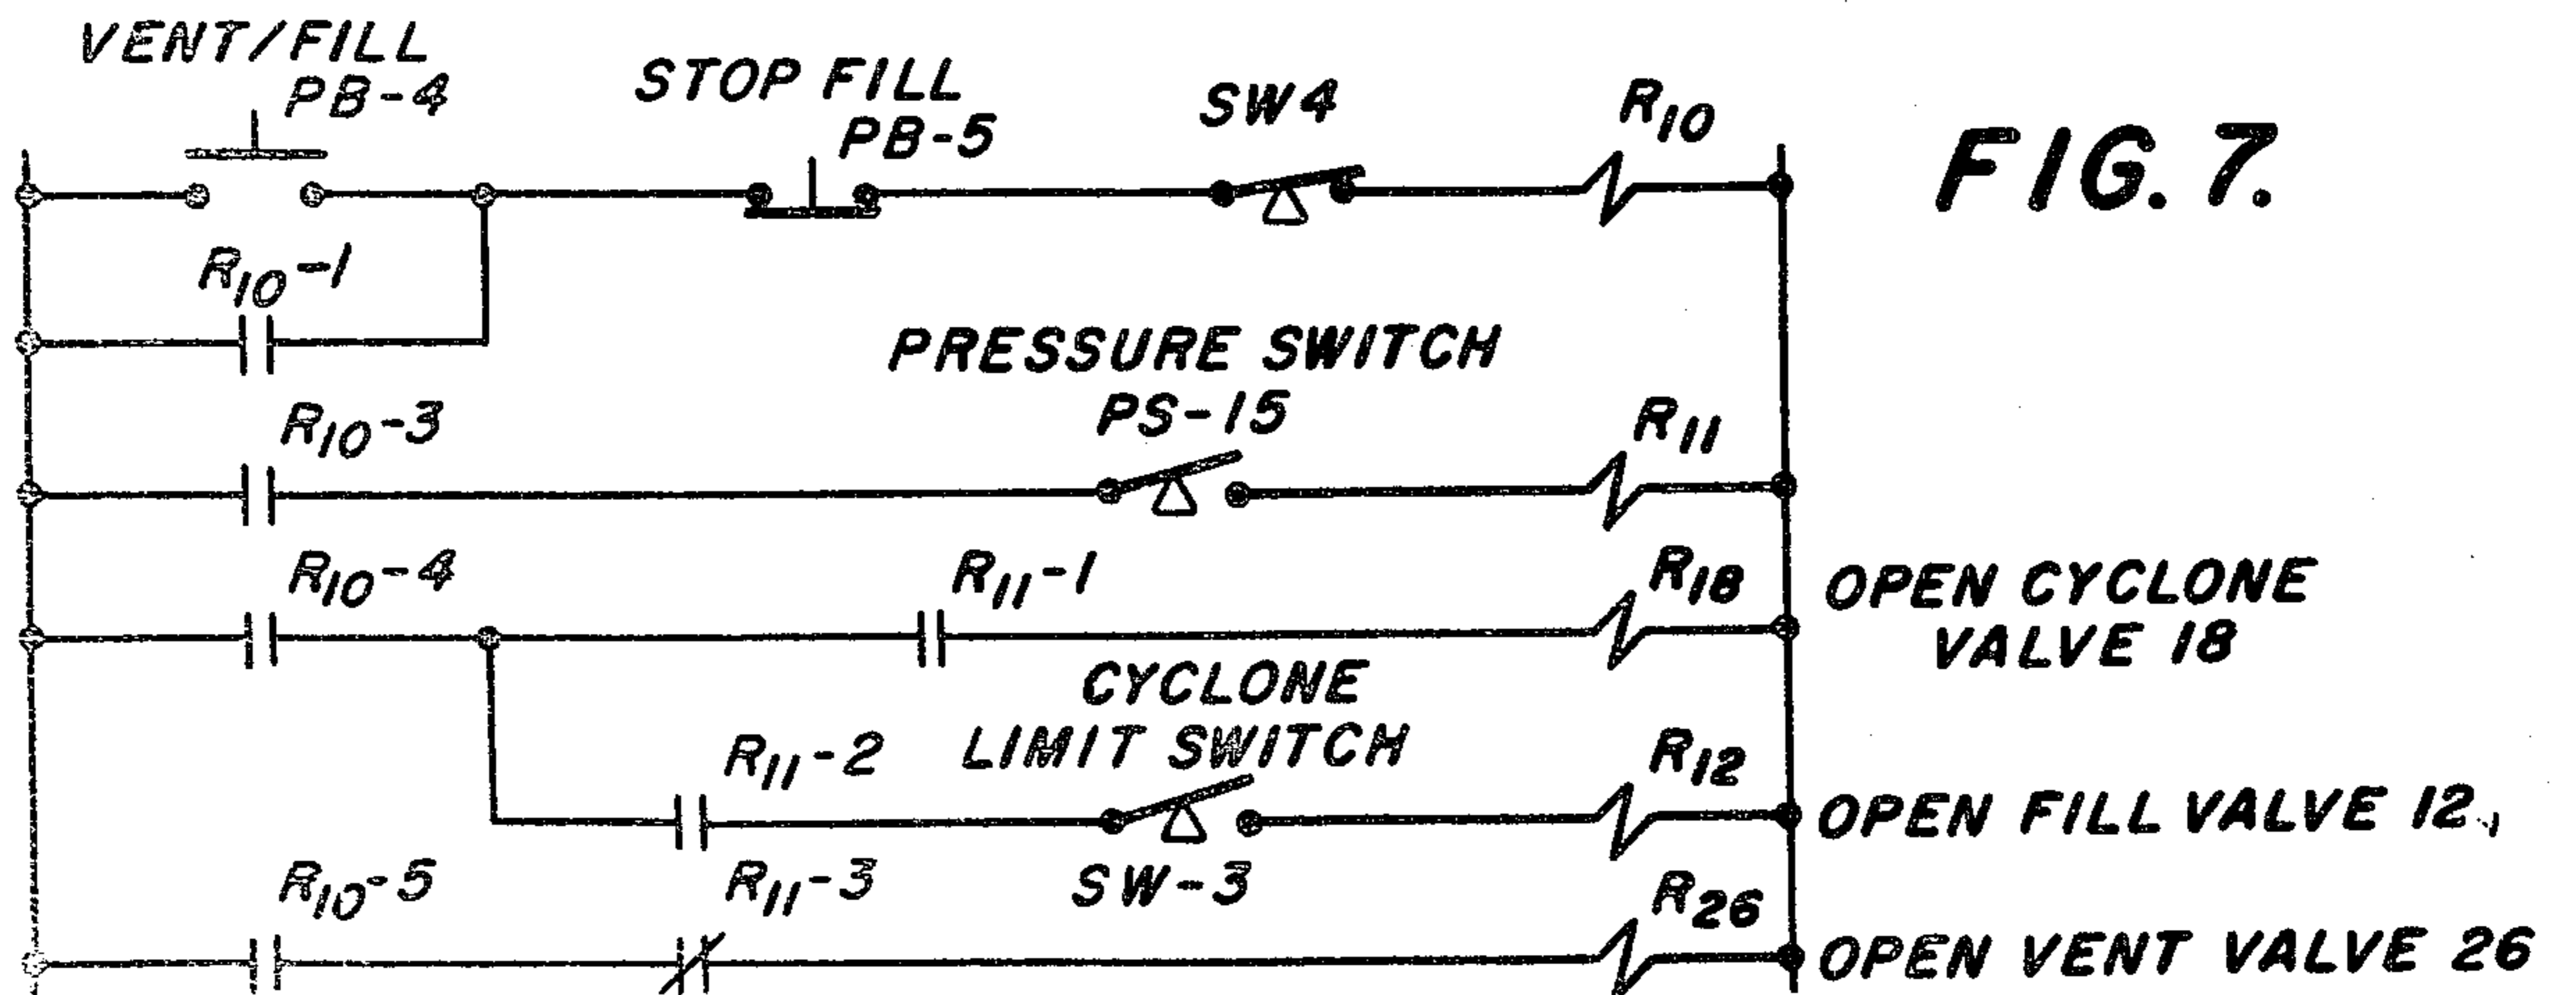 VENT/FILL
PB-4
STOP FILL
PB-5
SW4
R10
FIG. 7.
R10-1
PRESSURE SWITCH
PS-15
R10-3
R11
R10-4
R11-1
R18
OPEN CYCLONE
VALVE 18
CYCLONE
LIMIT SWITCH
R11-2
R12
OPEN FILL VALVE 12
SW-3
R10-5
R11-3
R26
OPEN VENT VALVE 26